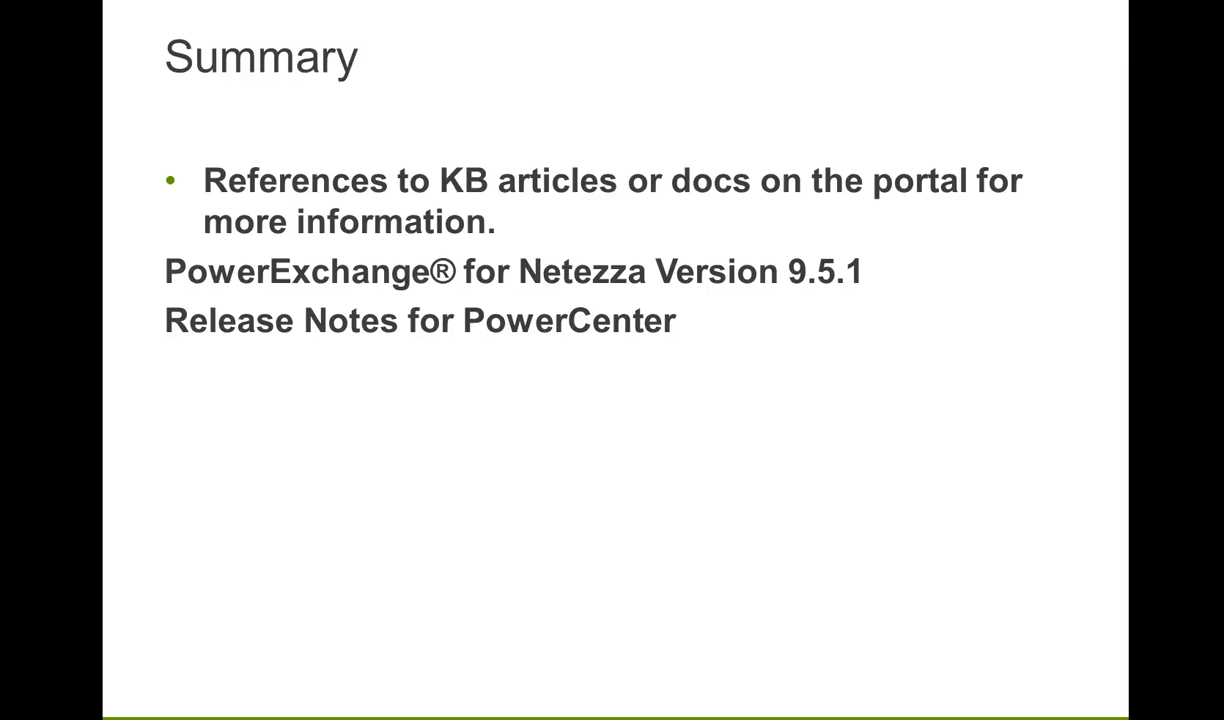 Summary
• References to KB articles or docs on the portal for
more information.
PowerExchange® for Netezza Version 9.5.1
Release Notes for PowerCenter